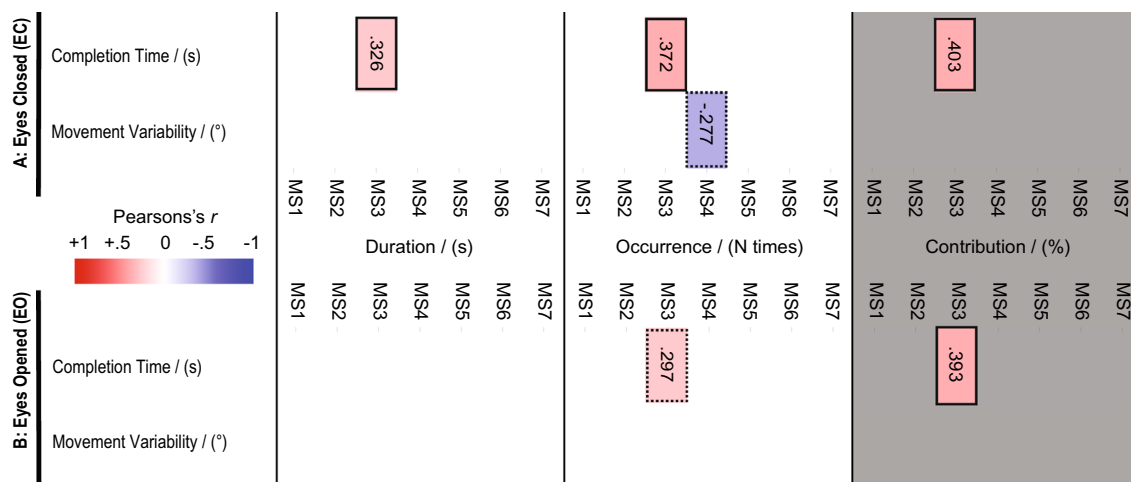 A: Eyes Closed (EC)
Completion Time / (s)
.326
.372
.403
Movement Variability / (°)
-.277
MS1 MS2 MS3 MS4 MS5 MS6 MS7
MS1 MS2 MS3 MS4 MS5 MS6 MS7
MS1 MS2 MS3 MS4 MS5 MS6 MS7
Pearsons's r
+1 +.5 0 -.5 -1
Duration / (s)
Occurrence / (N times)
Contribution / (%)
B: Eyes Opened (EO)
MS1 MS2 MS3 MS4 MS5 MS6 MS7
MS1 MS2 MS3 MS4 MS5 MS6 MS7
MS1 MS2 MS3 MS4 MS5 MS6 MS7
Completion Time / (s)
.297
.393
Movement Variability / (°)